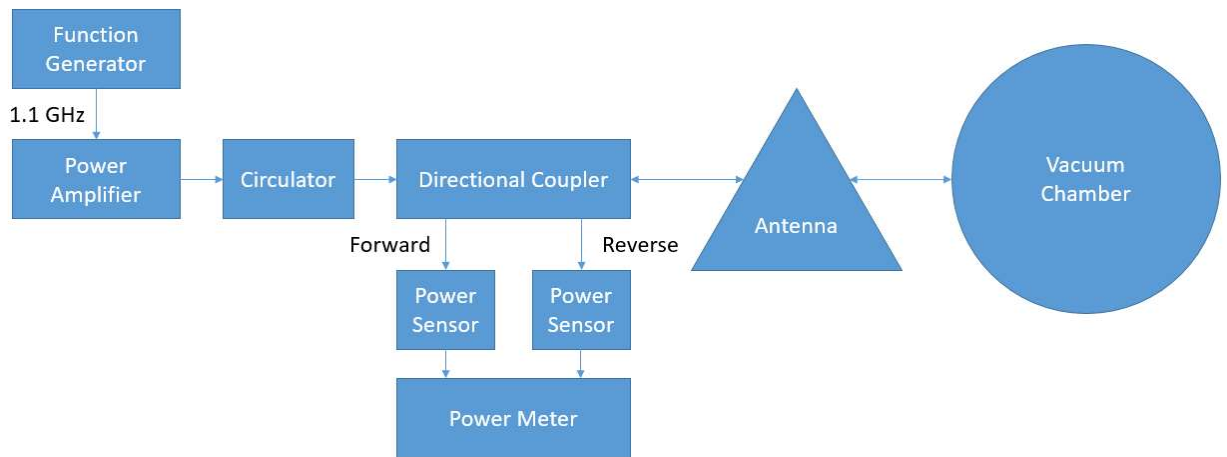 Function
Generator
1.1 GHz
Power
Amplifier
Circulator
Directional Coupler
Antenna
Vacuum
Chamber
Forward
Reverse
Power
Sensor
Power
Sensor
Power Meter